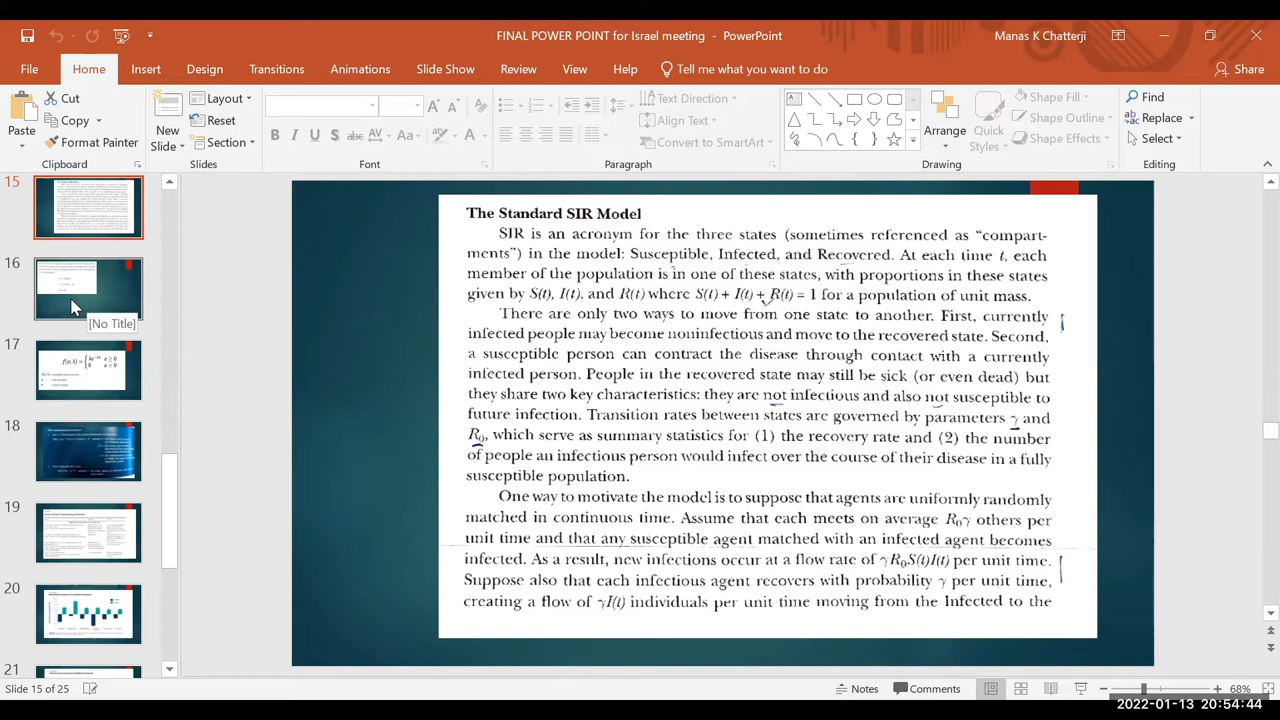 FINAL POWER POINT for Israel meeting - PowerPoint
Manas K Chatterji
File Home Insert Design Transitions Animations Slide Show Review View Help Tell me what you want to do Share
Paste
Cut
Copy
Format Painter
Clipboard
New Slide
Layout
Reset
Section
Slides
Font
Text Direction
Align Text
Convert to SmartArt
Paragraph
Arrange
Quick Styles
Shape Fill
Shape Outline
Shape Effects
Drawing
Find
Replace
Select
Editing
15
16
[No Title]
17
18
19
20
21
The Standard SIR Model
SIR is an acronym for the three states (sometimes referenced as “compart-
ments”) in the model: Susceptible, Infected, and Recovered. At each time t, each
member of the population is in one of these states, with proportions in these states
given by S(t), I(t), and R(t) where S(t) + I(t) + R(t) = 1 for a population of unit mass.
There are only two ways to move from one state to another. First, currently
infected people may become noninfectious and move to the recovered state. Second,
a susceptible person can contract the disease through contact with a currently
infected person. People in the recovered state may still be sick (or even dead) but
they share two key characteristics: they are not infectious and also not susceptible to
future infection. Transition rates between states are governed by parameters γ and
R₀, which serve as summary statistics for (1) the recovery rate and (2) the number
of people an infectious person would infect over the course of their disease in a fully
susceptible population.
One way to motivate the model is to suppose that agents are uniformly randomly
matched in continuous time. Assume that each meets on average R₀γ others per
unit time and that any susceptible agent matched with an infected agent becomes
infected. As a result, new infections occur at a flow rate of γR₀S(t)I(t) per unit time.
Suppose also that each infectious agent recovers with probability γ per unit time,
creating a flow of γI(t) individuals per unit time moving from the Infected to the
Slide 15 of 25
Notes
Comments
68%
2022-01-13 20:54:44